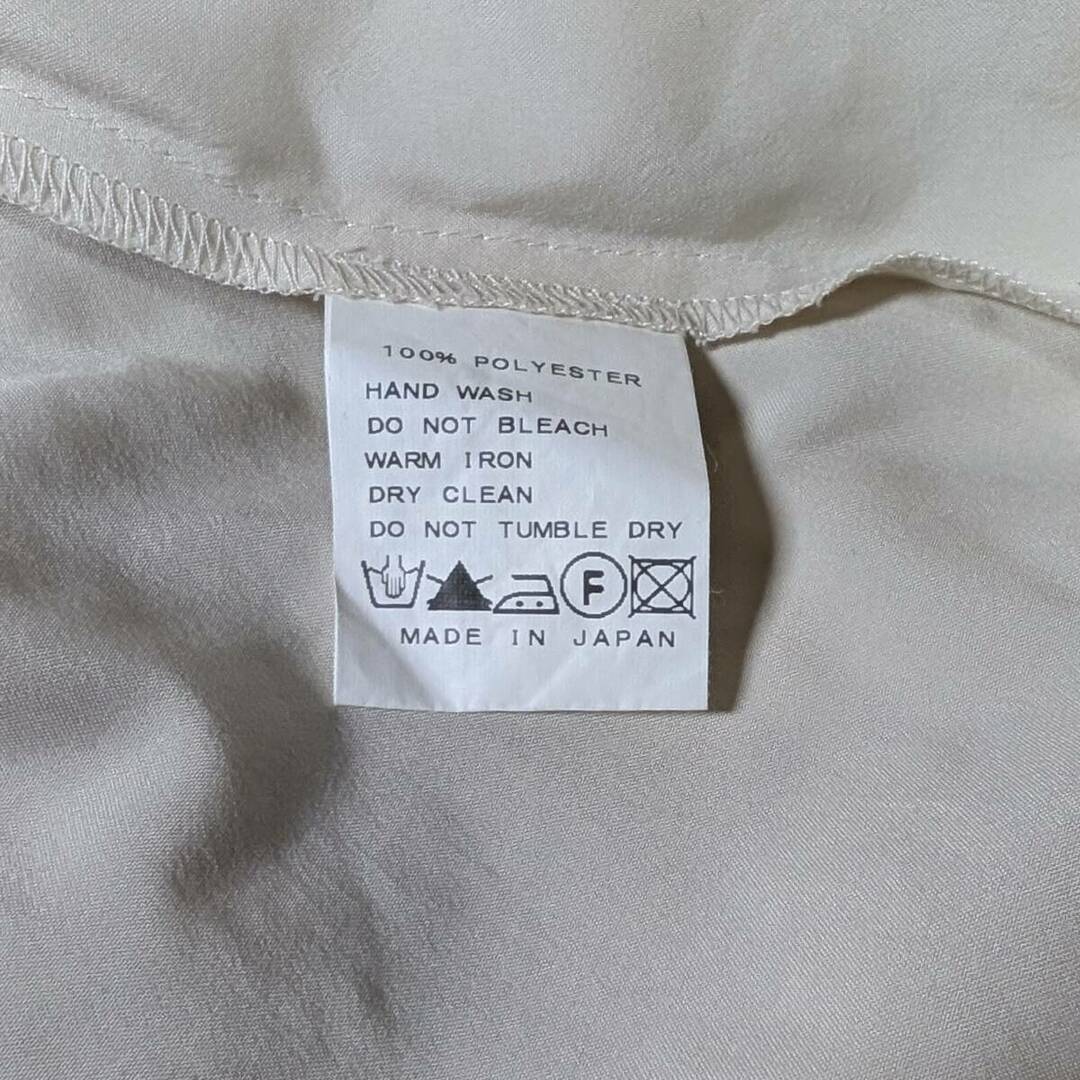 100% POLYESTER
HAND WASH
DO NOT BLEACH
WARM IRON
DRY CLEAN
DO NOT TUMBLE DRY
F
MADE IN JAPAN